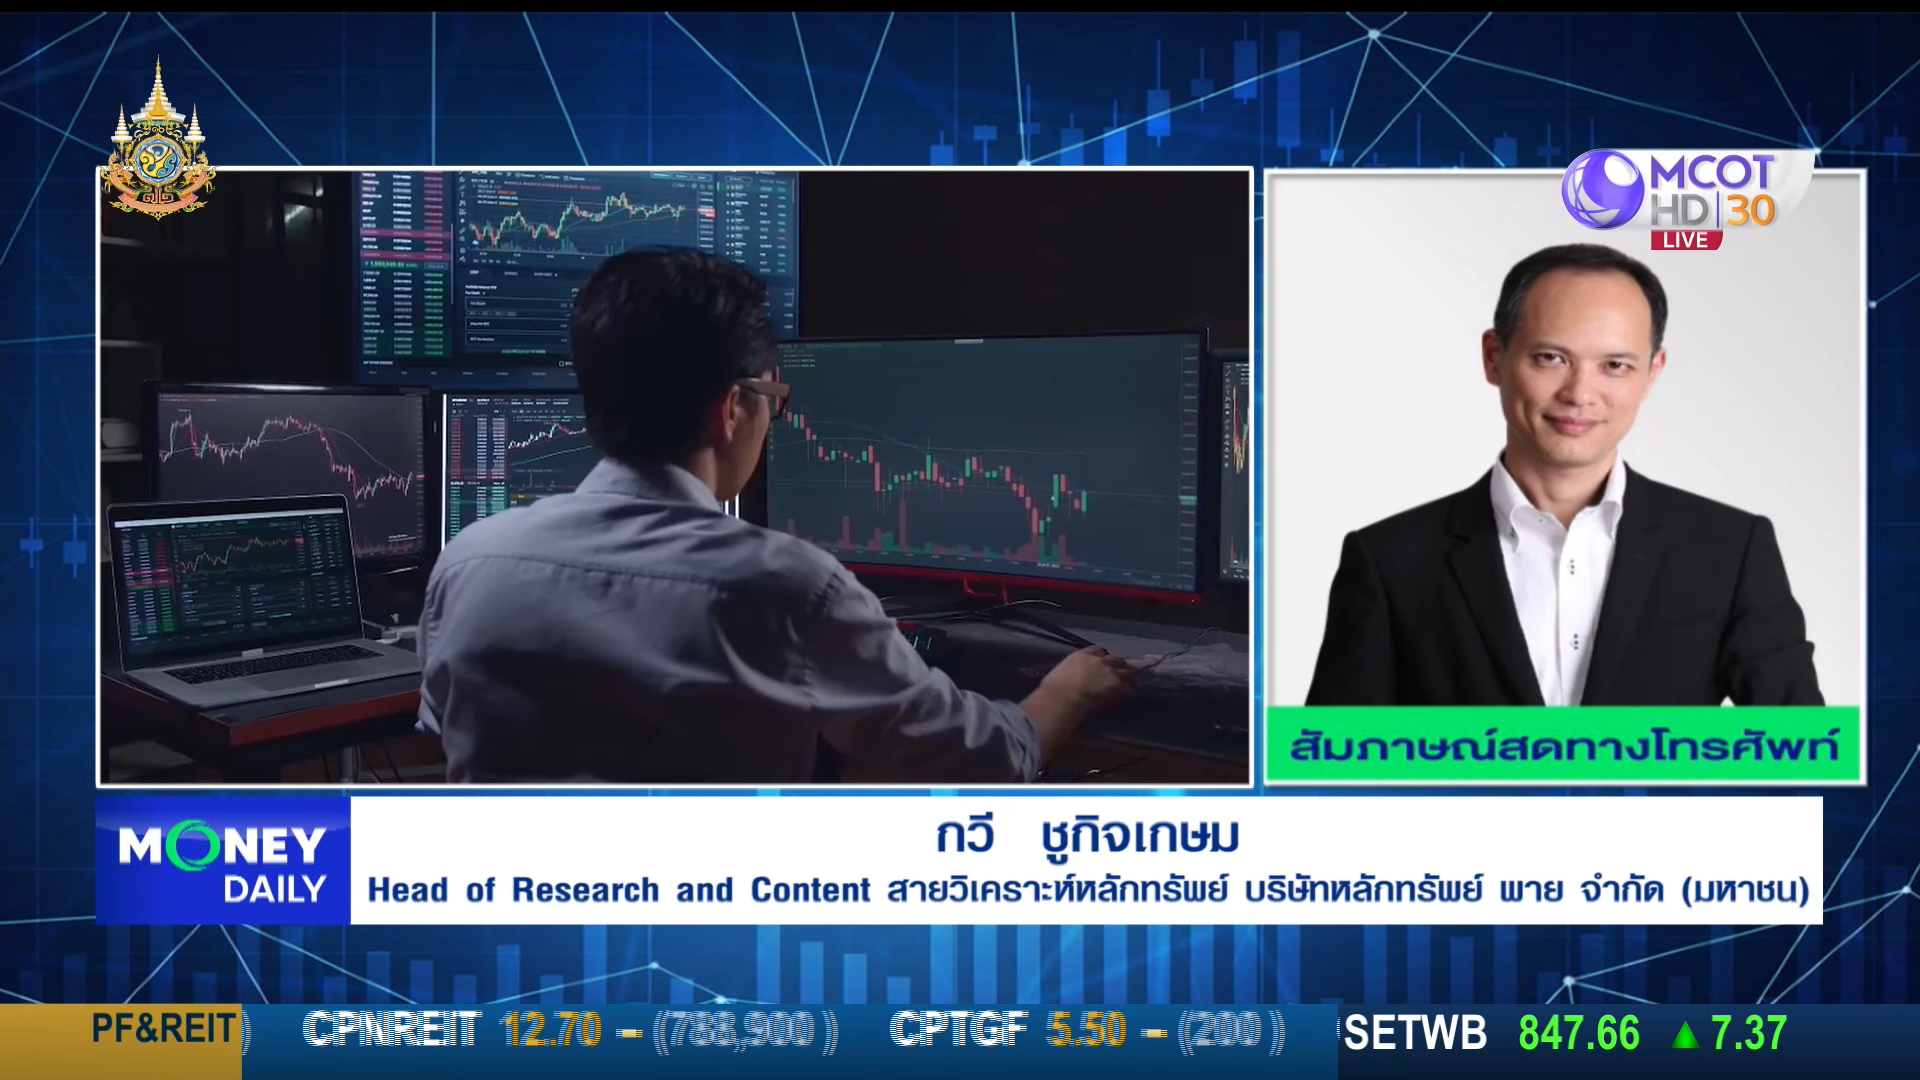 MCOT
HD 30
LIVE
สัมภาษณ์สดทางโทรศัพท์
MONEY
DAILY
กวี ชูกิจเกษม
Head of Research and Content สายวิเคราะห์หลักทรัพย์ บริษัทหลักทรัพย์ พาย จำกัด (มหาชน)
PF&REIT ) CPNREIT 12.70 – (788,900 ) CPTGF 5.50 – (200 ) SETWB 847.66 ▲ 7.37